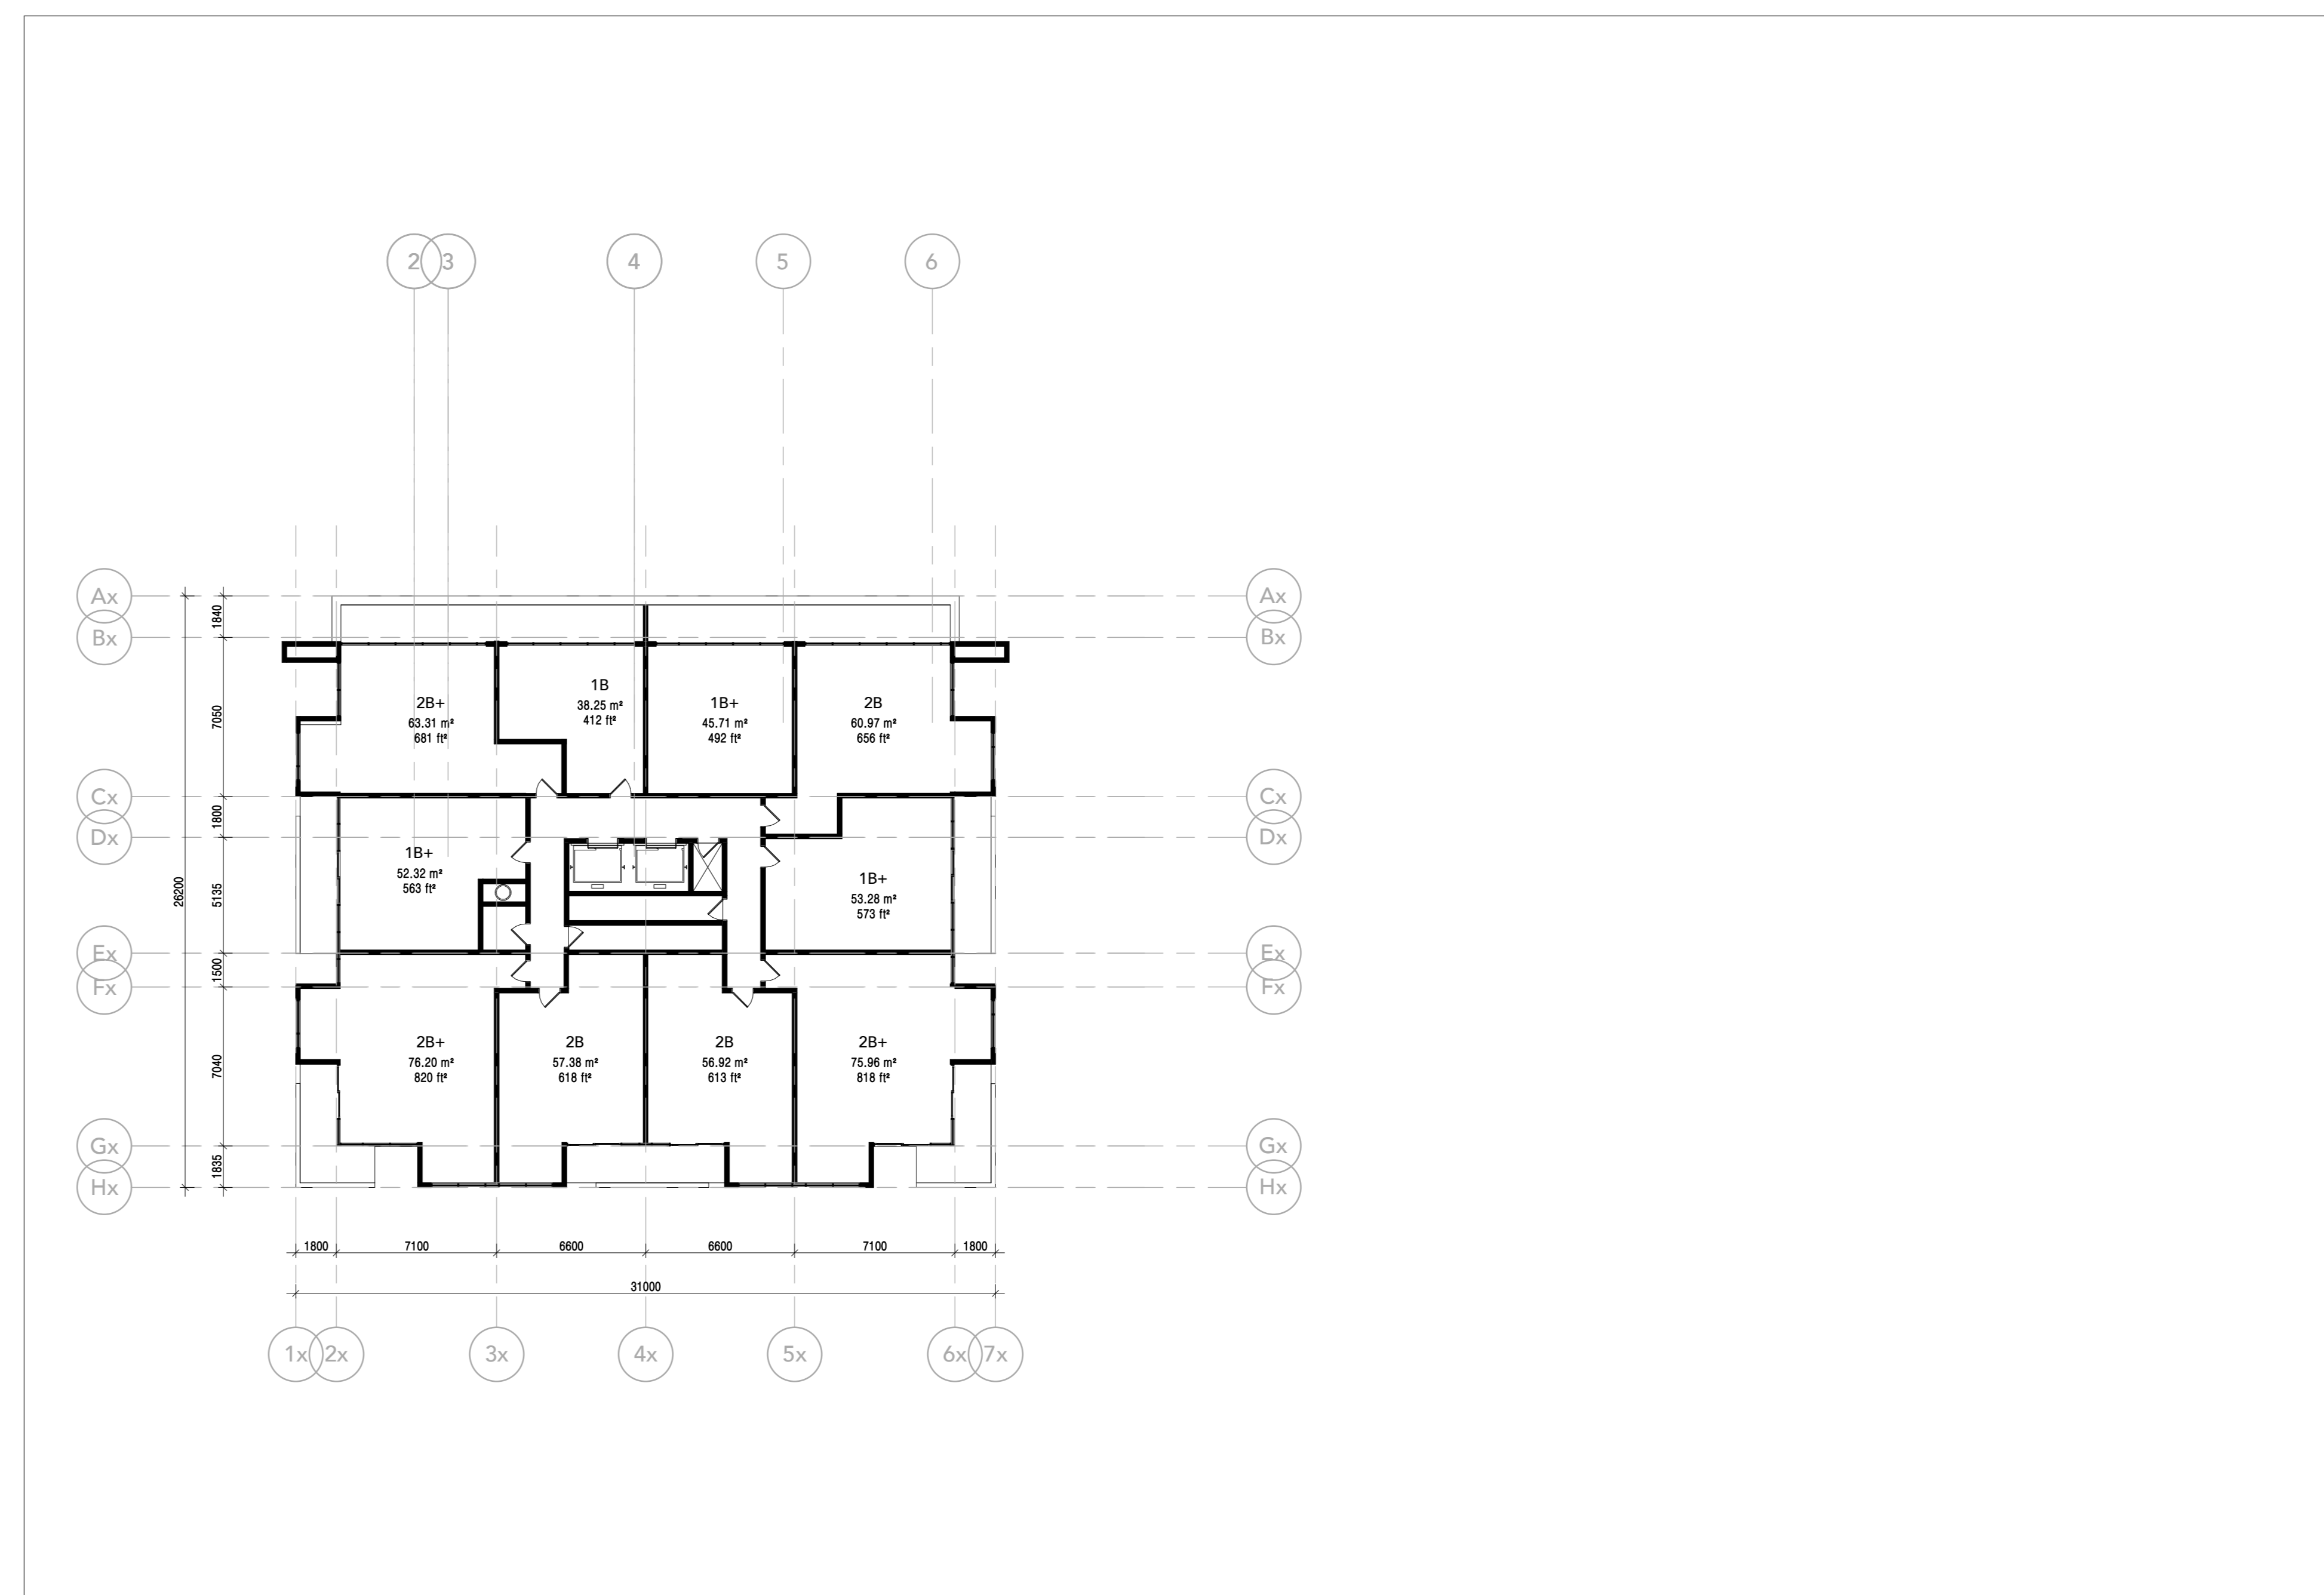 2 3 4 5 6
Ax Ax
1840
Bx Bx
7050
2B+
63.31 m²
681 ft²
1B
38.25 m²
412 ft²
1B+
45.71 m²
492 ft²
2B
60.97 m²
656 ft²
Cx Cx
1800
Dx Dx
26200
5135
1B+
52.32 m²
563 ft²
1B+
53.28 m²
573 ft²
Ex Ex
1500
Fx Fx
7040
2B+
76.20 m²
820 ft²
2B
57.38 m²
618 ft²
2B
56.92 m²
613 ft²
2B+
75.96 m²
818 ft²
Gx Gx
1835
Hx Hx
1800 7100 6600 6600 7100 1800
31000
1x 2x 3x 4x 5x 6x 7x